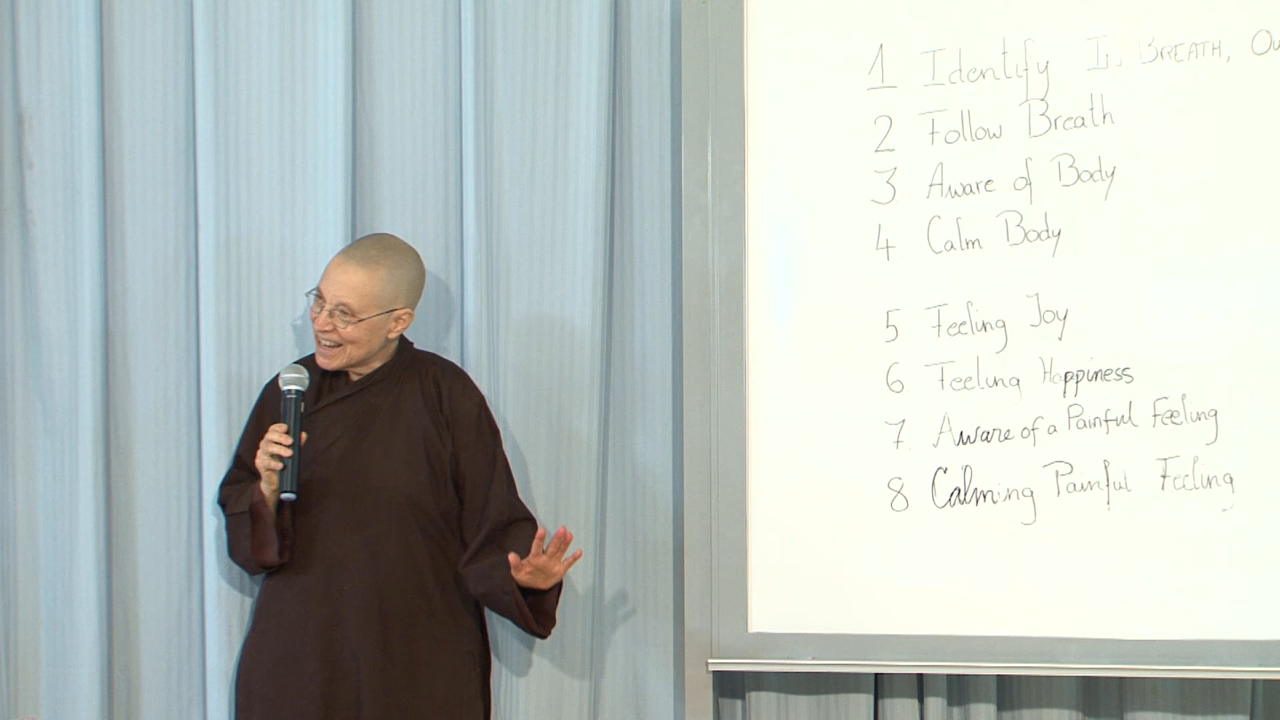 1 Identify In BREATH, Ou
2 Follow Breath
3 Aware of Body
4 Calm Body
5 Feeling Joy
6 Feeling Happiness
7 Aware of a Painful Feeling
8 Calming Painful Feeling